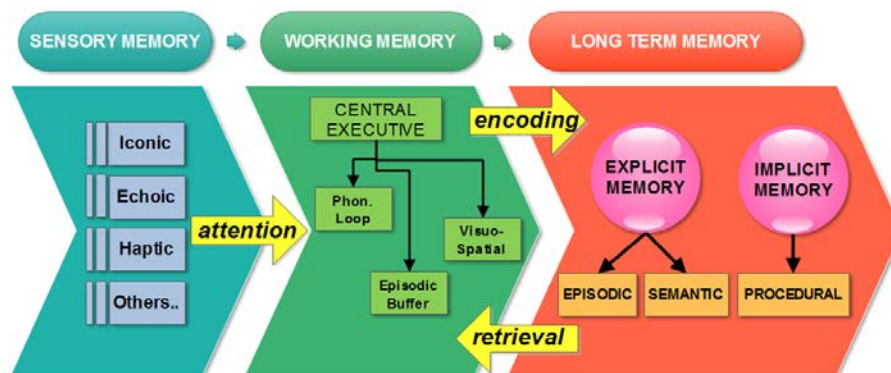 SENSORY MEMORY
WORKING MEMORY
LONG TERM MEMORY
Iconic
Echoic
Haptic
Others..
attention
CENTRAL
EXECUTIVE
Phon.
Loop
Visuo-
Spatial
Episodic
Buffer
encoding
retrieval
EXPLICIT
MEMORY
IMPLICIT
MEMORY
EPISODIC
SEMANTIC
PROCEDURAL